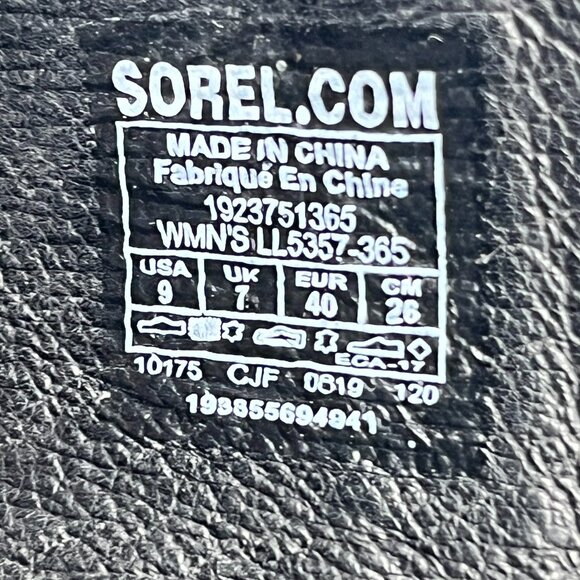 SOREL.COM
MADE IN CHINA
Fabriqué En Chine
1923751365
WMN'S LL5357-365
USA UK EUR CM
9 7 40 26
ECA-17
10175 CJF 0619 120
193855694941